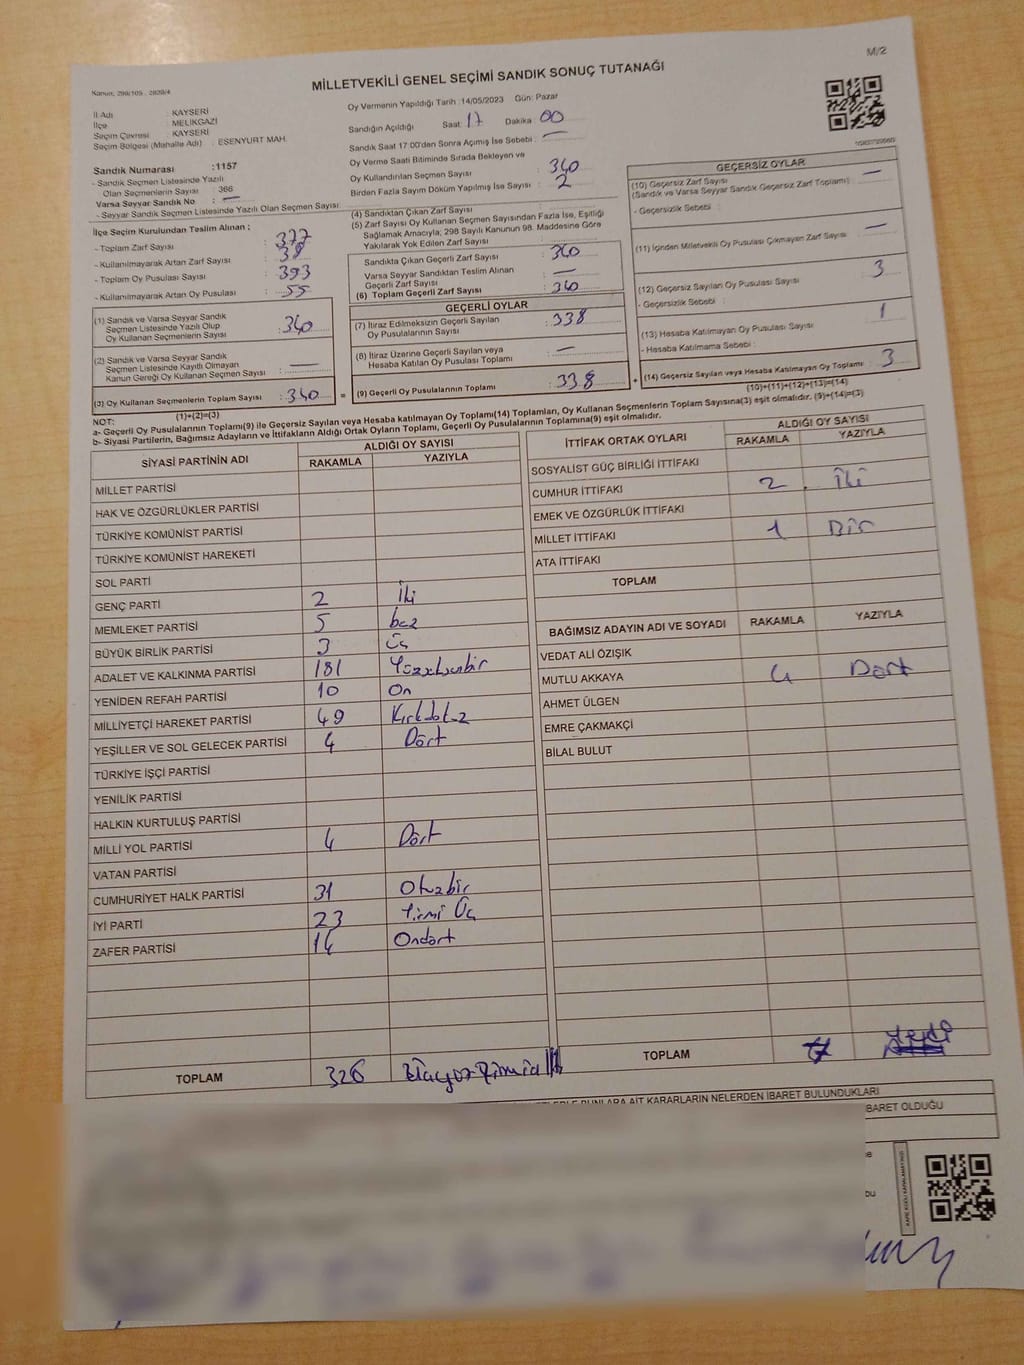 M/2
MİLLETVEKİLİ GENEL SEÇİMİ SANDIK SONUÇ TUTANAĞI
İl Adı : KAYSERİ
İlçe : MELİKGAZİ
Seçim Çevresi : KAYSERİ
Seçim Bölgesi (Mahalle Adı) : ESENYURT MAH.
Sandık Numarası : 1157
- Sandık Seçmen Listesinde Yazılı
Olan Seçmenlerin Sayısı : 366
Varsa Seyyar Sandık No : —
- Seyyar Sandık Seçmen Listesinde Yazılı Olan Seçmen Sayısı:
İlçe Seçim Kurulundan Teslim Alınan ;
- Toplam Zarf Sayısı : 377
- Kullanılmayarak Artan Zarf Sayısı :
- Toplam Oy Pusulası Sayısı : 393
- Kullanılmayarak Artan Oy Pusulası : 55
(1) Sandık ve Varsa Seyyar Sandık
Seçmen Listesinde Yazılı Olup
Oy Kullanan Seçmenlerin Sayısı : 340
(2) Sandık ve Varsa Seyyar Sandık
Seçmen Listesinde Kayıtlı Olmayan
Kanun Gereği Oy Kullanan Seçmen Sayısı : —
(3) Oy Kullanan Seçmenlerin Toplam Sayısı : 340
(1)+(2)=(3)
Oy Vermenin Yapıldığı Tarih :14/05/2023 Gün: Pazar
Sandığın Açıldığı Saat : 17 Dakika : 00
Sandık Saat 17:00'den Sonra Açımış İse Sebebi : —
Oy Verme Saati Bitiminde Sırada Bekleyen ve
Oy Kullandırılan Seçmen Sayısı : 340
Birden Fazla Sayım Döküm Yapılmış İse Sayısı : 2
(4) Sandıktan Çıkan Zarf Sayısı :
(5) Zarf Sayısı Oy Kullanan Seçmen Sayısından Fazla İse, Eşitliği
Sağlamak Amacıyla; 298 Sayılı Kanunun 98. Maddesine Göre
Yakılarak Yok Edilen Zarf Sayısı :
Sandıkta Çıkan Geçerli Zarf Sayısı : 340
Varsa Seyyar Sandıktan Teslim Alınan
Geçerli Zarf Sayısı : —
(6) Toplam Geçerli Zarf Sayısı : 340
GEÇERLİ OYLAR
(7) İtiraz Edilmeksizin Geçerli Sayılan
Oy Pusulalarının Sayısı : 338
(8) İtiraz Üzerine Geçerli Sayılan veya
Hesaba Katılan Oy Pusulası Toplamı : —
= (9) Geçerli Oy Pusulalarının Toplamı : 338 +
GEÇERSİZ OYLAR
(10) Geçersiz Zarf Sayısı : —
(Sandık ve Varsa Seyyar Sandık Geçersiz Zarf Toplamı)
- Geçersizlik Sebebi :
(11) İçinden Milletvekili Oy Pusulası Çıkmayan Zarf Sayısı : —
(12) Geçersiz Sayılan Oy Pusulası Sayısı : 3
- Geçersizlik Sebebi :
(13) Hesaba Katılmayan Oy Pusulası Sayısı : 1
- Hesaba Katılmama Sebebi :
(14) Geçersiz Sayılan veya Hesaba Katılmayan Oy Toplamı : 3
(10)+(11)+(12)+(13)=(14)
NOT:
a- Geçerli Oy Pusulalarının Toplamı(9) ile Geçersiz Sayılan veya Hesaba katılmayan Oy Toplamı(14) Toplamları, Oy Kullanan Seçmenlerin Toplam Sayısına(3) eşit olmalıdır. (9)+(14)=(3)
b- Siyasi Partilerin, Bağımsız Adayların ve İttifakların Aldığı Ortak Oyların Toplamı, Geçerli Oy Pusulalarının Toplamına(9) eşit olmalıdır.
SİYASİ PARTİNİN ADI ALDIĞI OY SAYISI
RAKAMLA YAZIYLA
MİLLET PARTİSİ
HAK VE ÖZGÜRLÜKLER PARTİSİ
TÜRKİYE KOMÜNİST PARTİSİ
TÜRKİYE KOMÜNİST HAREKETİ
SOL PARTİ
GENÇ PARTİ 2 İki
MEMLEKET PARTİSİ 5 beş
BÜYÜK BİRLİK PARTİSİ 3 Üç
ADALET VE KALKINMA PARTİSİ 181 Yüzseksenbir
YENİDEN REFAH PARTİSİ 10 On
MİLLİYETÇİ HAREKET PARTİSİ 49 Kırkdokuz
YEŞİLLER VE SOL GELECEK PARTİSİ 4 Dört
TÜRKİYE İŞÇİ PARTİSİ
YENİLİK PARTİSİ
HALKIN KURTULUŞ PARTİSİ
MİLLİ YOL PARTİSİ 4 Dört
VATAN PARTİSİ
CUMHURİYET HALK PARTİSİ 31 Otuzbir
İYİ PARTİ 23 Yirmi Üç
ZAFER PARTİSİ 14 Ondört
TOPLAM 326
İTTİFAK ORTAK OYLARI ALDIĞI OY SAYISI
RAKAMLA YAZIYLA
SOSYALİST GÜÇ BİRLİĞİ İTTİFAKI
CUMHUR İTTİFAKI 2 İki
EMEK VE ÖZGÜRLÜK İTTİFAKI
MİLLET İTTİFAKI 1 Bir
ATA İTTİFAKI
TOPLAM
BAĞIMSIZ ADAYIN ADI VE SOYADI RAKAMLA YAZIYLA
VEDAT ALİ ÖZIŞIK
MUTLU AKKAYA 4 Dört
AHMET ÜLGEN
EMRE ÇAKMAKÇİ
BİLAL BULUT
TOPLAM
BUNLARA AİT KARARLARIN NELERDEN İBARET BULUNDUKLARI
BARET OLDUĞU